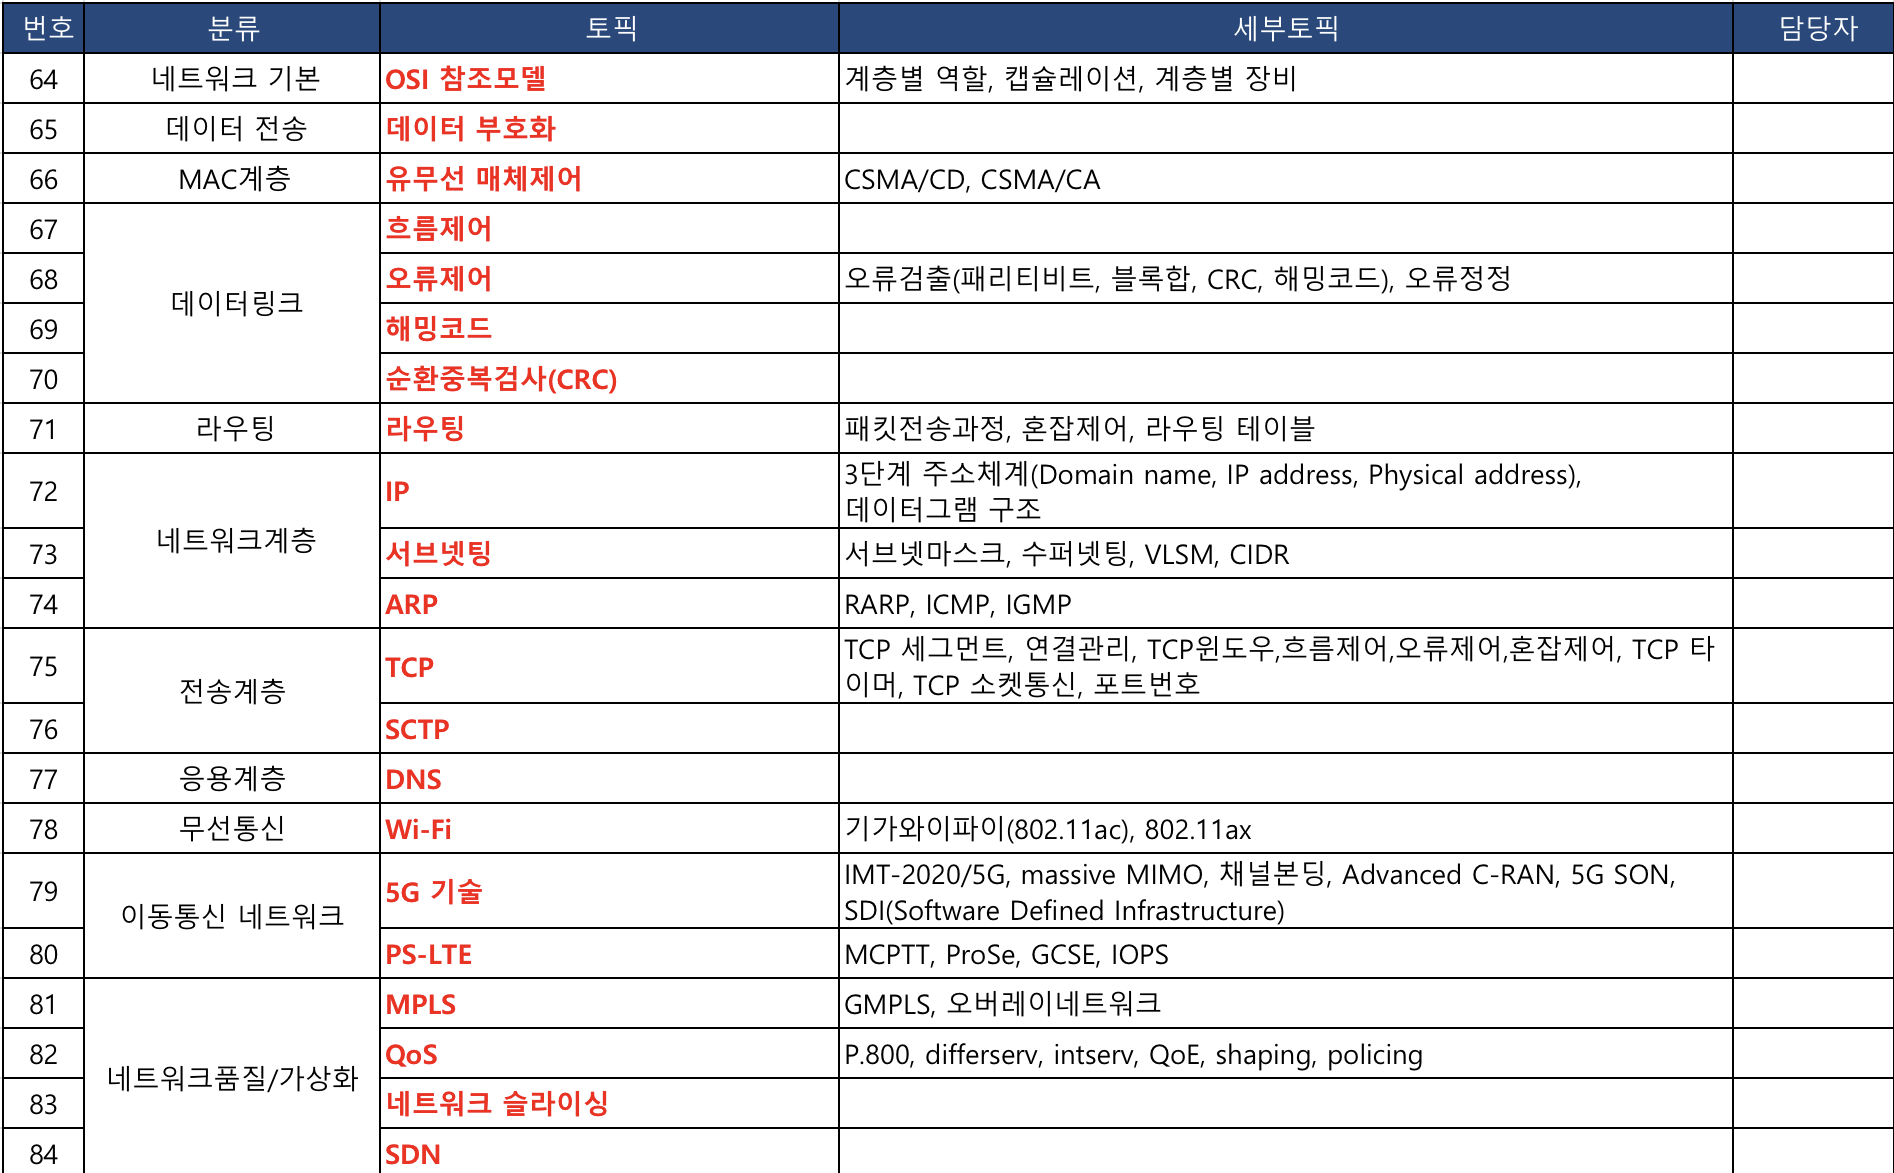 번호 분류 토픽 세부토픽 담당자
64 네트워크 기본 OSI 참조모델 계층별 역할, 캡슐레이션, 계층별 장비
65 데이터 전송 데이터 부호화
66 MAC계층 유무선 매체제어 CSMA/CD, CSMA/CA
67 흐름제어
데이터링크
68 오류제어 오류검출(패리티비트, 블록합, CRC, 해밍코드), 오류정정
69 해밍코드
70 순환중복검사(CRC)
71 라우팅 라우팅 패킷전송과정, 혼잡제어, 라우팅 테이블
네트워크계층
72 IP 3단계 주소체계(Domain name, IP address, Physical address),
데이터그램 구조
73 서브넷팅 서브넷마스크, 수퍼넷팅, VLSM, CIDR
74 ARP RARP, ICMP, IGMP
전송계층
75 TCP TCP 세그먼트, 연결관리, TCP윈도우,흐름제어,오류제어,혼잡제어, TCP 타
이머, TCP 소켓통신, 포트번호
76 SCTP
77 응용계층 DNS
78 무선통신 Wi-Fi 기가와이파이(802.11ac), 802.11ax
이동통신 네트워크
79 5G 기술 IMT-2020/5G, massive MIMO, 채널본딩, Advanced C-RAN, 5G SON,
SDI(Software Defined Infrastructure)
80 PS-LTE MCPTT, ProSe, GCSE, IOPS
네트워크품질/가상화
81 MPLS GMPLS, 오버레이네트워크
82 QoS P.800, differserv, intserv, QoE, shaping, policing
83 네트워크 슬라이싱
84 SDN